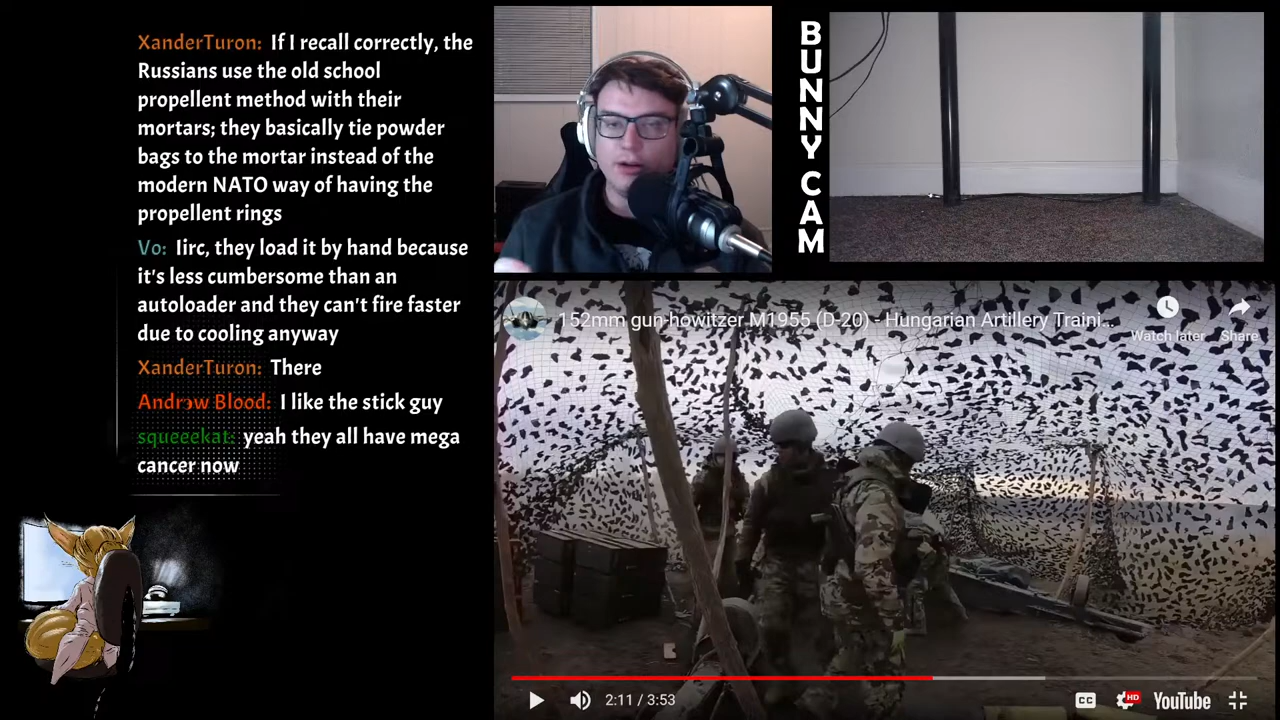 XanderTuron: If I recall correctly, the
Russians use the old school
propellent method with their
mortars; they basically tie powder
bags to the mortar instead of the
modern NATO way of having the
propellent rings
Vo: Iirc, they load it by hand because
it's less cumbersome than an
autoloader and they can't fire faster
due to cooling anyway
XanderTuron: There
Andrew Blood: I like the stick guy
squeeekat: yeah they all have mega
cancer now
BUNNY CAM
152mm gun-howitzer M1955 (D-20) - Hungarian Artillery Traini...
Watch later
Share
2:11 / 3:53
CC
HD
YouTube